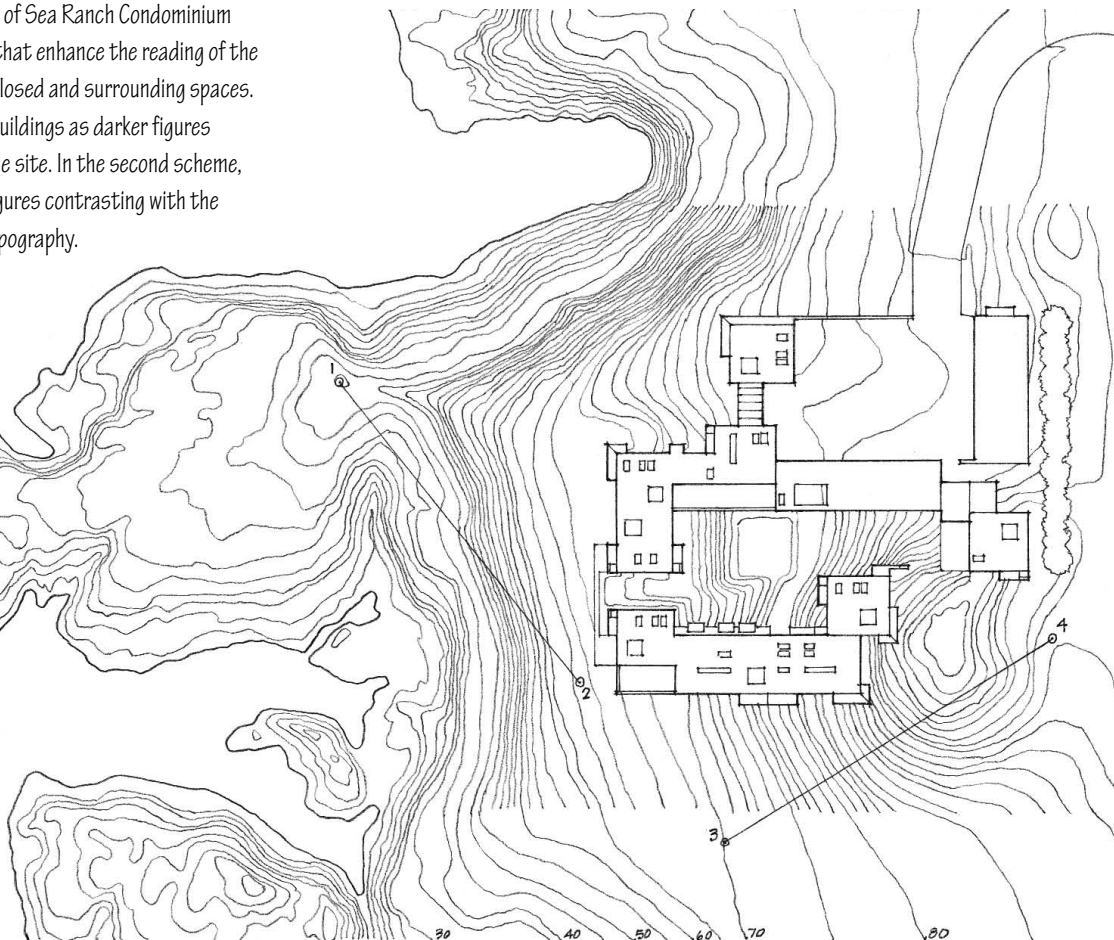 of Sea Ranch Condominium
that enhance the reading of the
losed and surrounding spaces.
uildings as darker figures
e site. In the second scheme,
gures contrasting with the
pography.
1
2
4
3
30
40
50
60
70
80